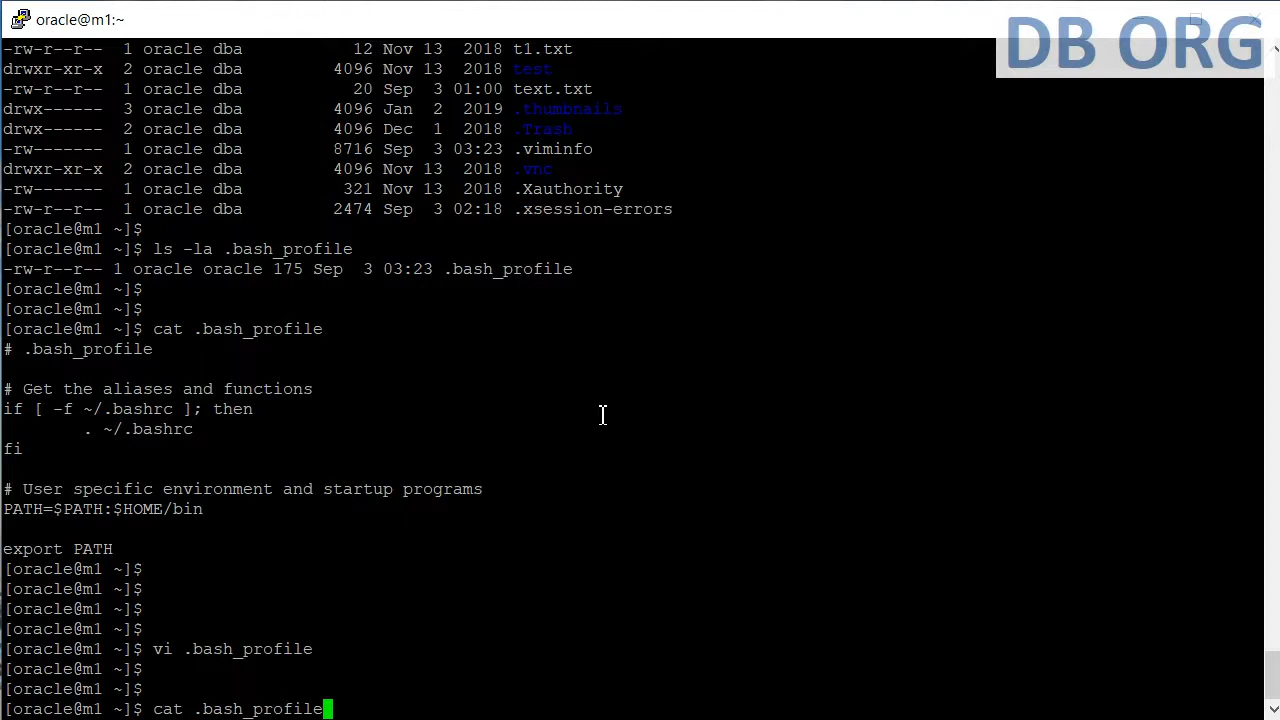 oracle@m1:~
DB ORG
-rw-r--r--  1 oracle dba           12 Nov 13  2018 t1.txt
drwxr-xr-x  2 oracle dba         4096 Nov 13  2018 test
-rw-r--r--  1 oracle dba           20 Sep  3 01:00 text.txt
drwx------  3 oracle dba         4096 Jan  2  2019 .thumbnails
drwx------  2 oracle dba         4096 Dec  1  2018 .Trash
-rw-------  1 oracle dba         8716 Sep  3 03:23 .viminfo
drwxr-xr-x  2 oracle dba         4096 Nov 13  2018 .vnc
-rw-------  1 oracle dba          321 Nov 13  2018 .Xauthority
-rw-r--r--  1 oracle dba         2474 Sep  3 02:18 .xsession-errors
[oracle@m1 ~]$
[oracle@m1 ~]$ ls -la .bash_profile
-rw-r--r-- 1 oracle oracle 175 Sep  3 03:23 .bash_profile
[oracle@m1 ~]$
[oracle@m1 ~]$
[oracle@m1 ~]$ cat .bash_profile
# .bash_profile
# Get the aliases and functions
if [ -f ~/.bashrc ]; then
        . ~/.bashrc
fi
# User specific environment and startup programs
PATH=$PATH:$HOME/bin
export PATH
[oracle@m1 ~]$
[oracle@m1 ~]$
[oracle@m1 ~]$
[oracle@m1 ~]$
[oracle@m1 ~]$ vi .bash_profile
[oracle@m1 ~]$
[oracle@m1 ~]$
[oracle@m1 ~]$ cat .bash_profile